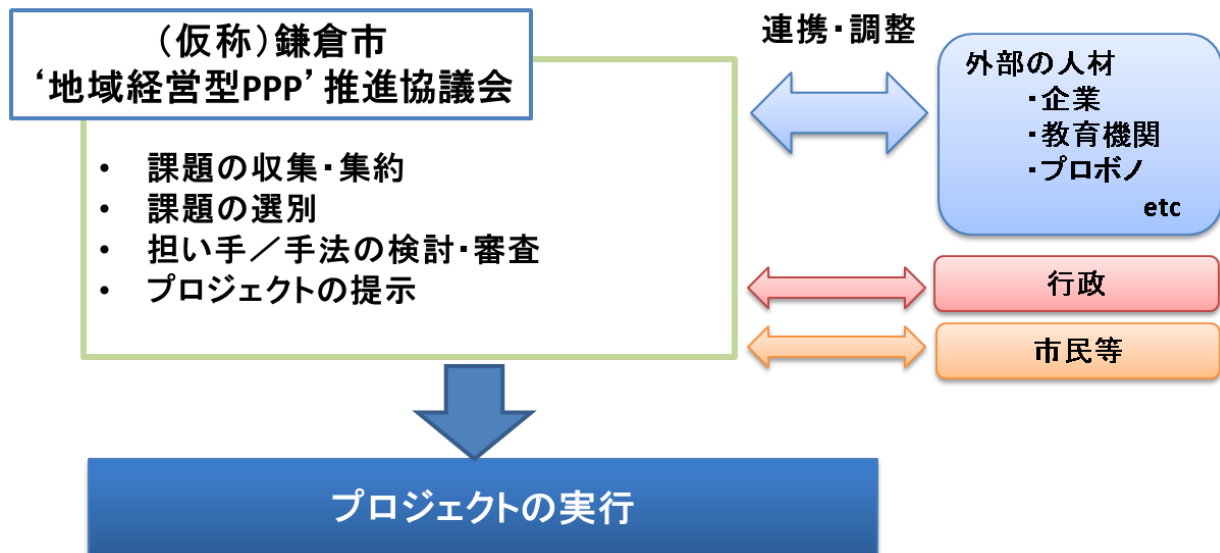 (仮称)鎌倉市
‘地域経営型PPP’推進協議会
・ 課題の収集・集約
・ 課題の選別
・ 担い手／手法の検討・審査
・ プロジェクトの提示
連携・調整
外部の人材
・企業
・教育機関
・プロボノ
etc
行政
市民等
プロジェクトの実行